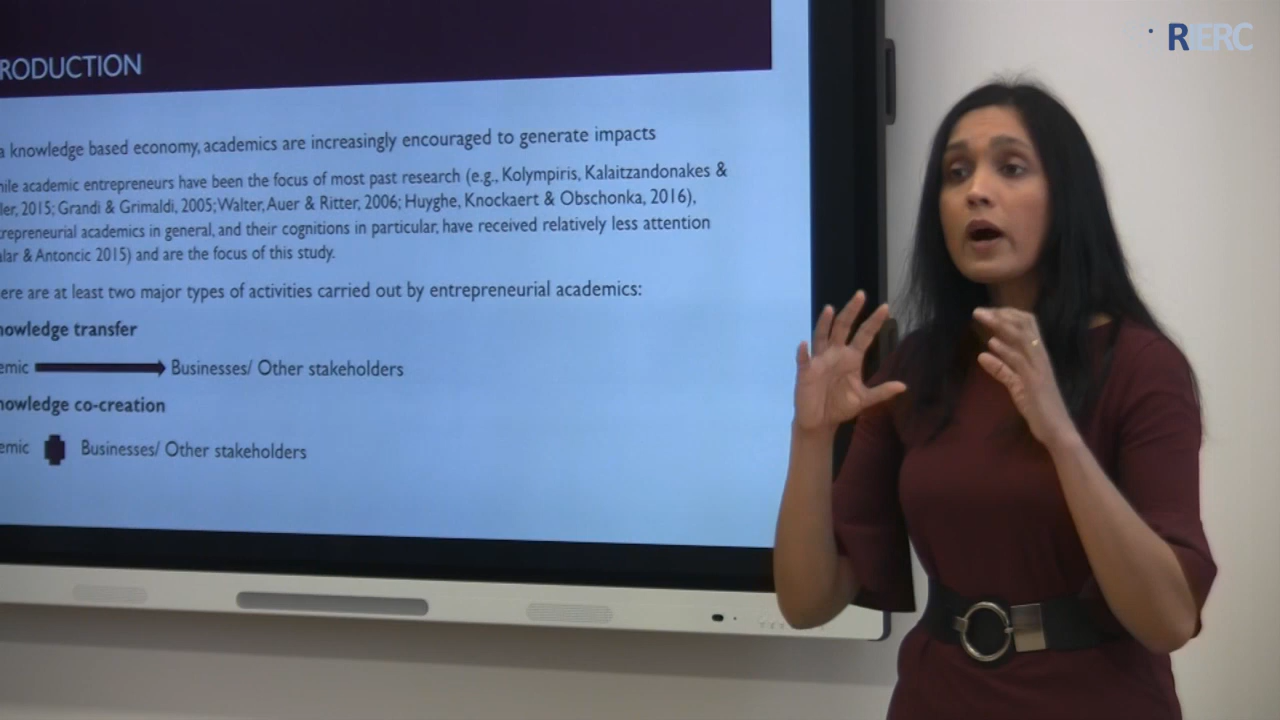 RODUCTION
a knowledge based economy, academics are increasingly encouraged to generate impacts
hile academic entrepreneurs have been the focus of most past research (e.g., Kolympiris, Kalaitzandonakes &
ler, 2015; Grandi & Grimaldi, 2005; Walter, Auer & Ritter, 2006; Huyghe, Knockaert & Obschonka, 2016),
trepreneurial academics in general, and their cognitions in particular, have received relatively less attention
alar & Antoncic 2015) and are the focus of this study.
ere are at least two major types of activities carried out by entrepreneurial academics:
nowledge transfer
emic Businesses/ Other stakeholders
nowledge co-creation
emic Businesses/ Other stakeholders
RIERC